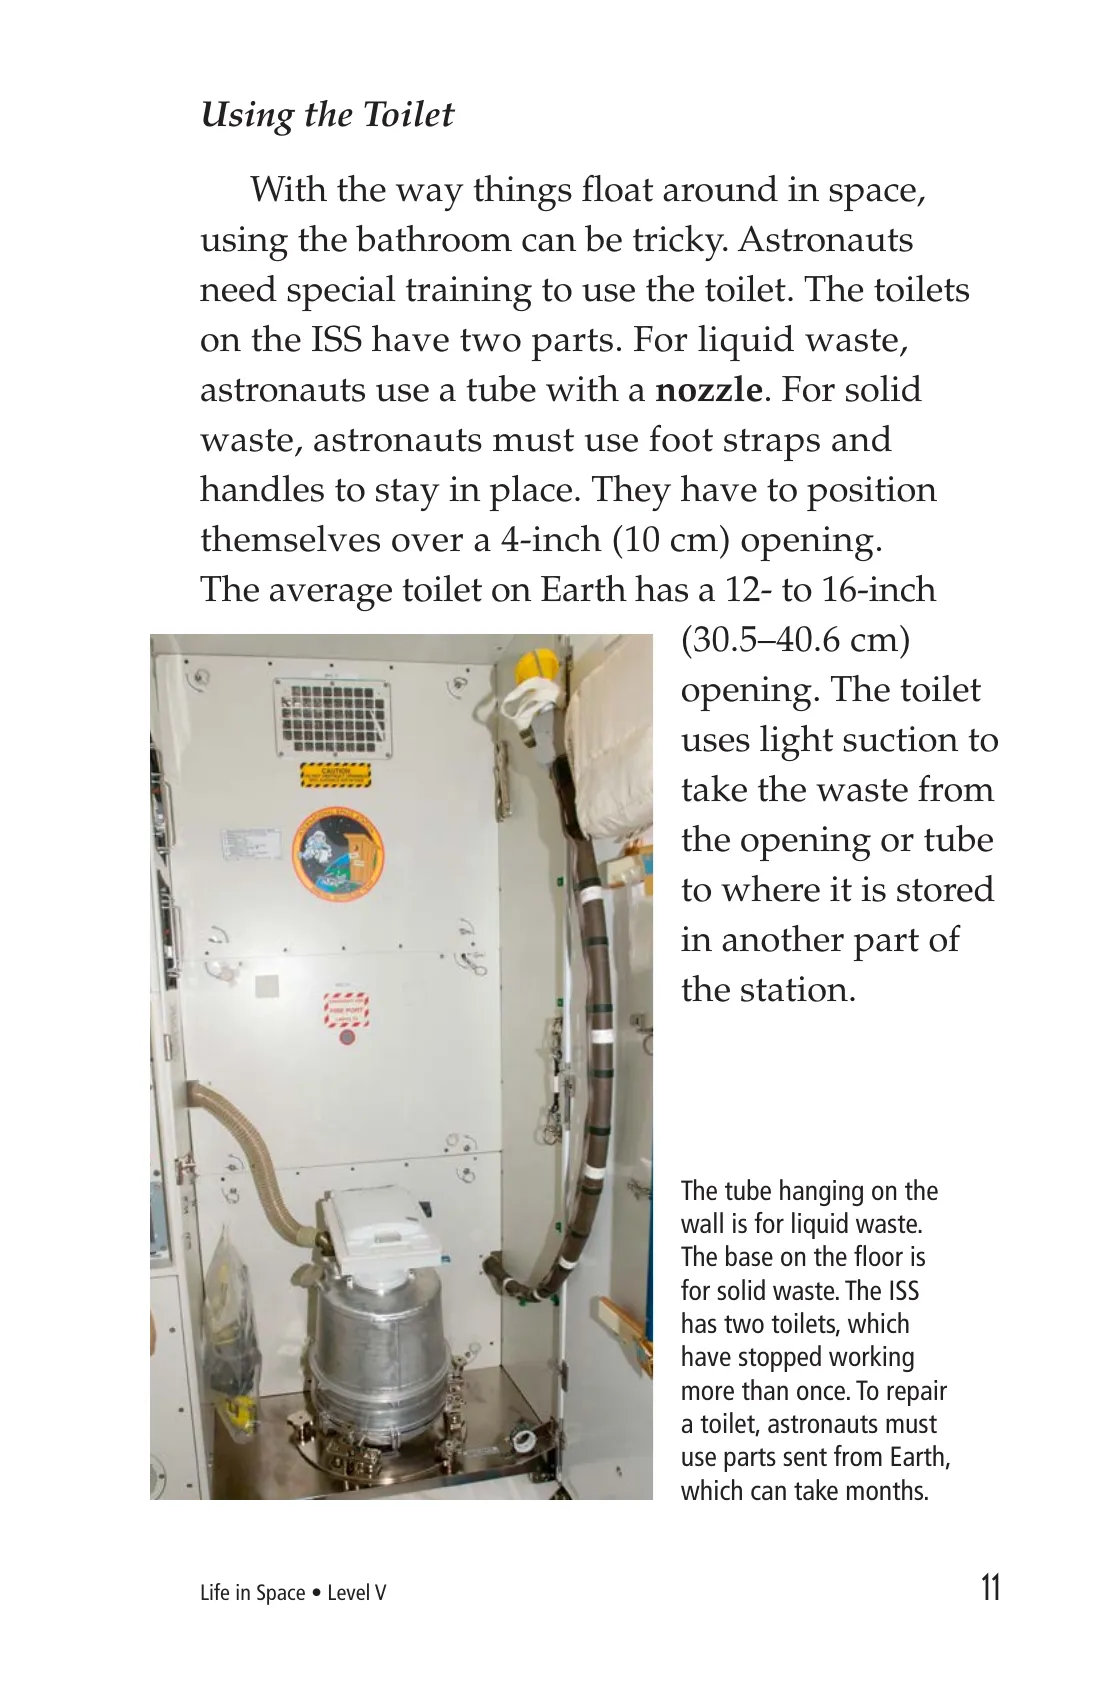 Using the Toilet
With the way things float around in space,
using the bathroom can be tricky. Astronauts
need special training to use the toilet. The toilets
on the ISS have two parts. For liquid waste,
astronauts use a tube with a nozzle. For solid
waste, astronauts must use foot straps and
handles to stay in place. They have to position
themselves over a 4-inch (10 cm) opening.
The average toilet on Earth has a 12- to 16-inch
(30.5–40.6 cm)
opening. The toilet
uses light suction to
take the waste from
the opening or tube
to where it is stored
in another part of
the station.
CAUTION
FIRE PORT
The tube hanging on the
wall is for liquid waste.
The base on the floor is
for solid waste. The ISS
has two toilets, which
have stopped working
more than once. To repair
a toilet, astronauts must
use parts sent from Earth,
which can take months.
Life in Space • Level V
11